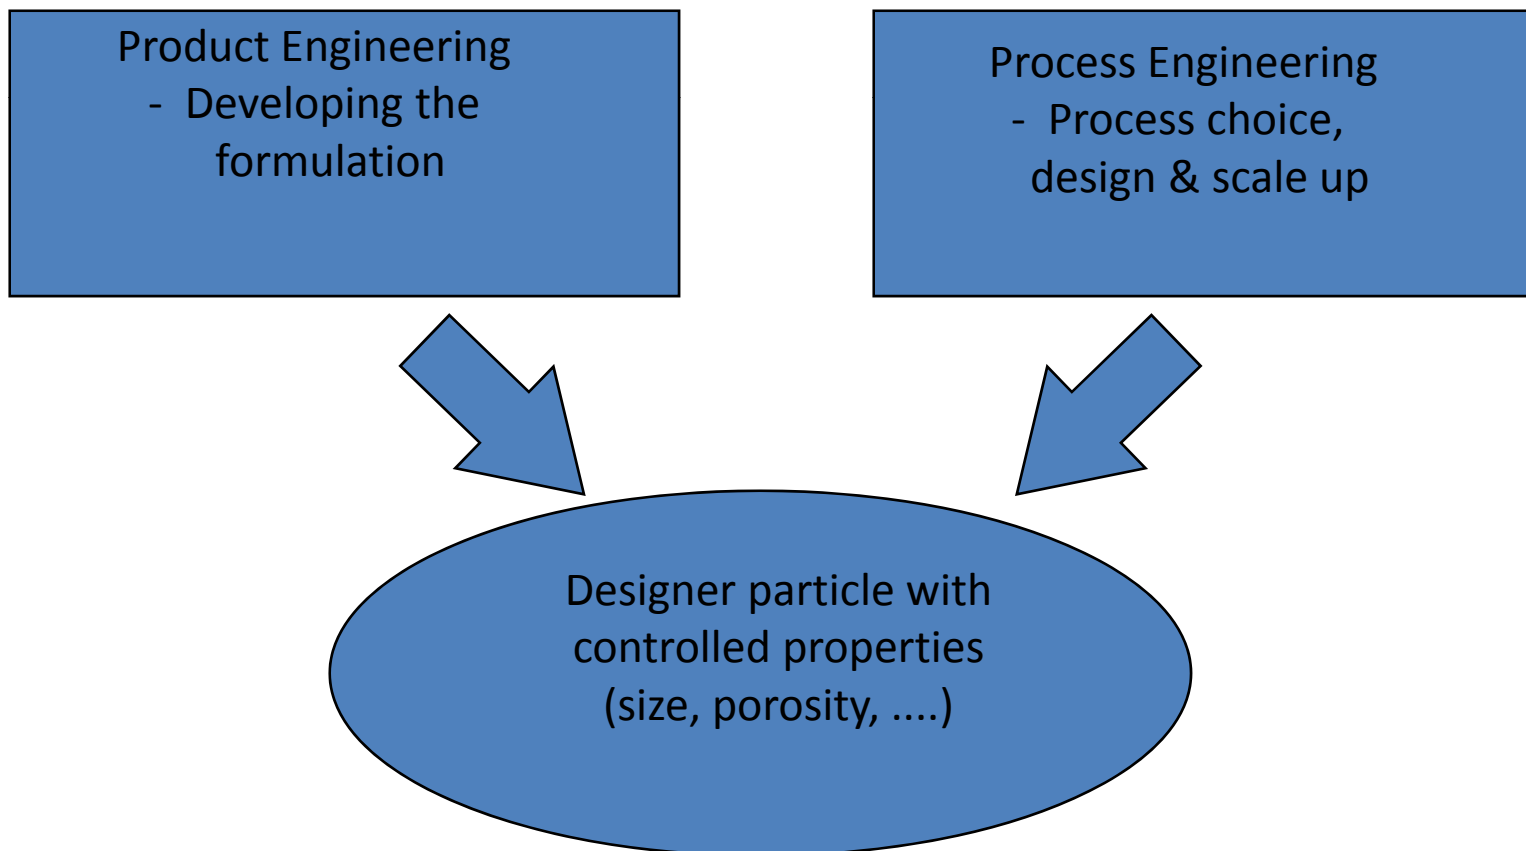 Product Engineering
- Developing the
formulation
Process Engineering
- Process choice,
design & scale up
Designer particle with
controlled properties
(size, porosity, ....)